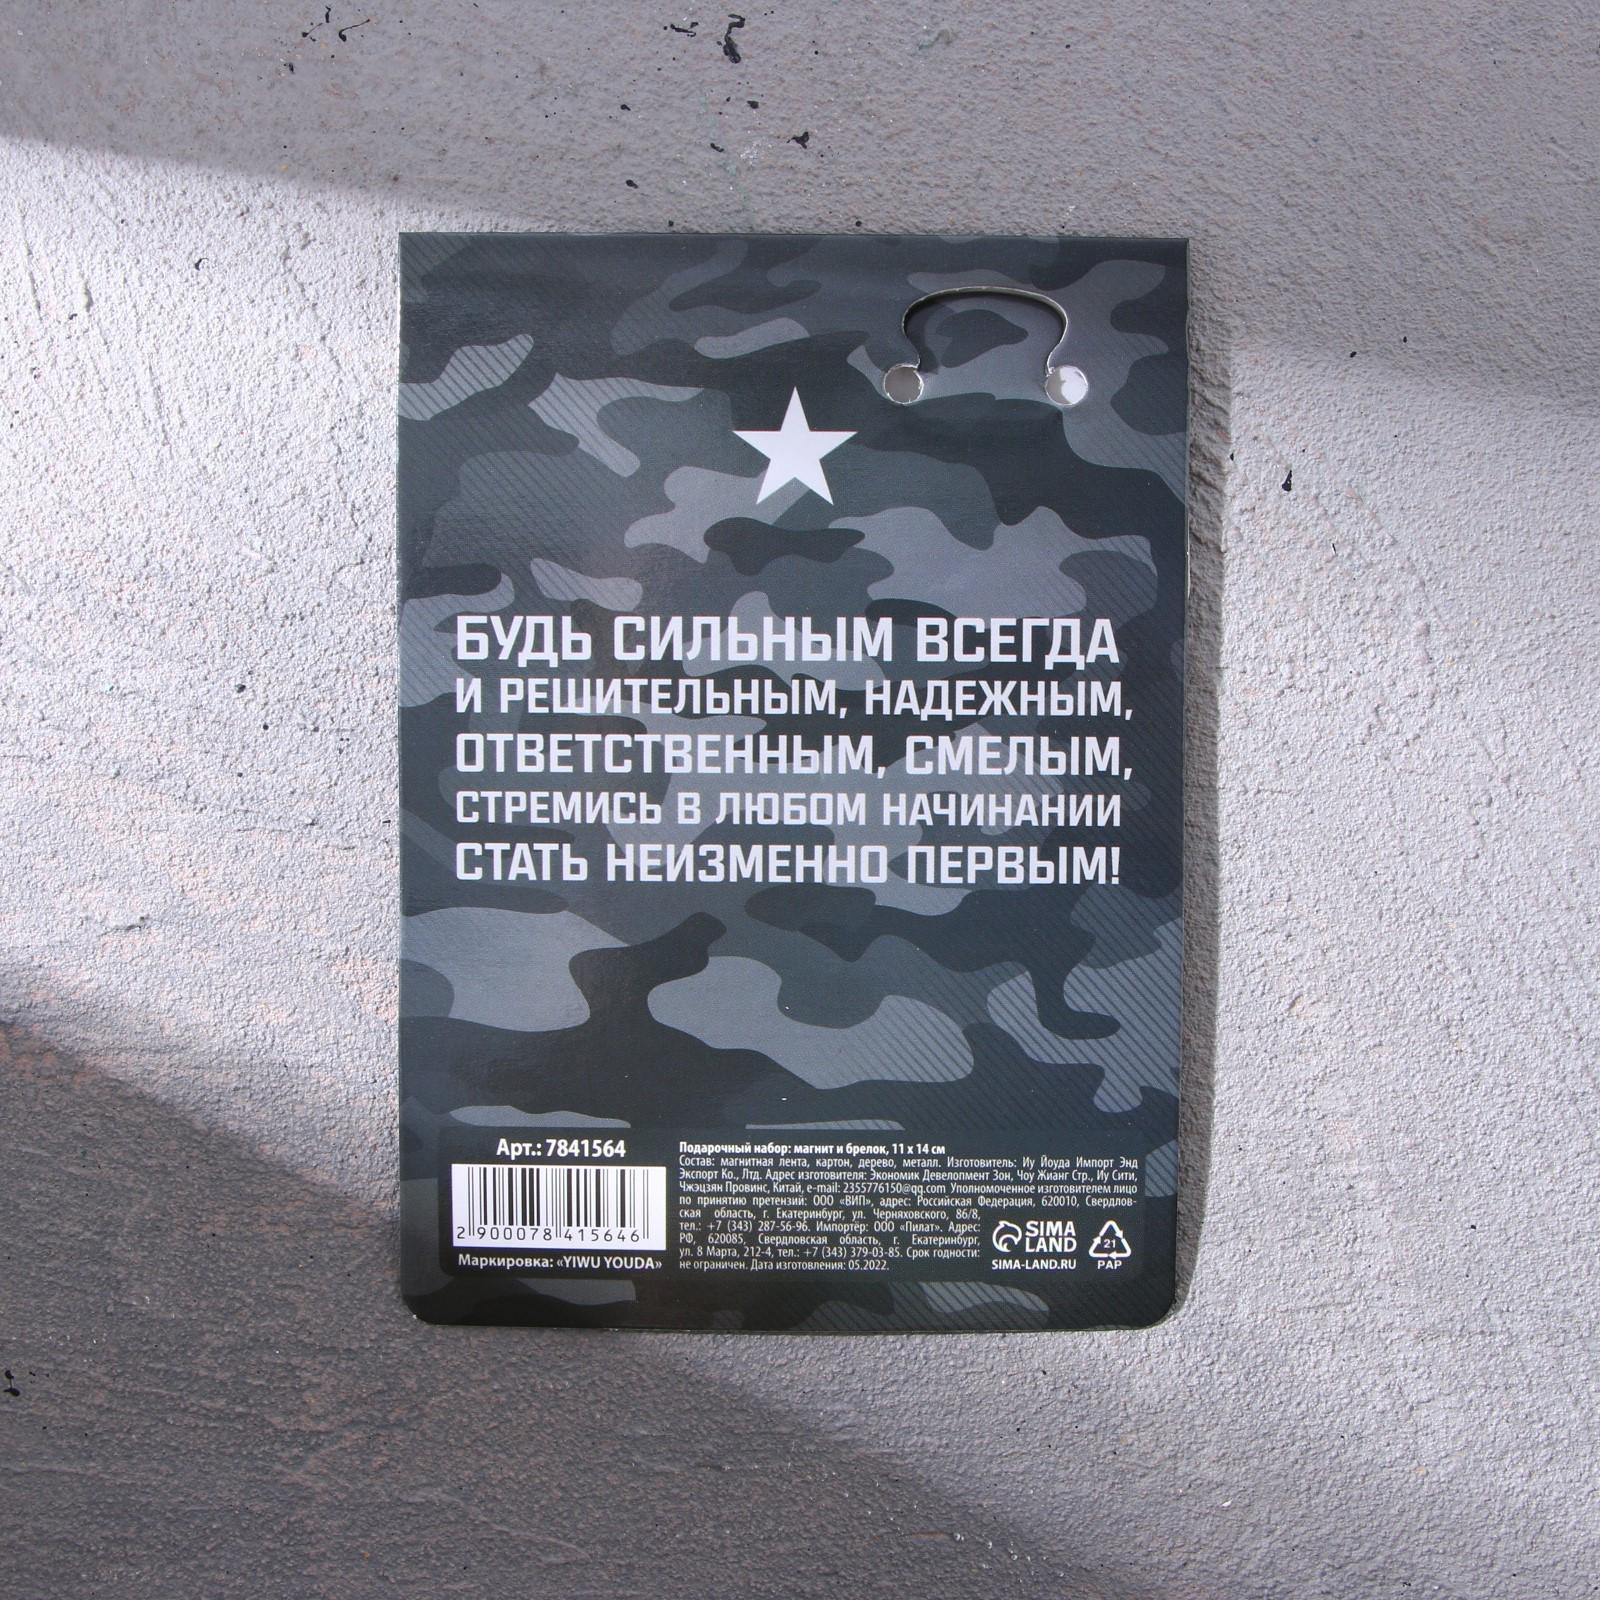 БУДЬ СИЛЬНЫМ ВСЕГДА
И РЕШИТЕЛЬНЫМ, НАДЕЖНЫМ,
ОТВЕТСТВЕННЫМ, СМЕЛЫМ,
СТРЕМИСЬ В ЛЮБОМ НАЧИНАНИИ
СТАТЬ НЕИЗМЕННО ПЕРВЫМ!
Арт.: 7841564
2 900078 415646
Маркировка: «YIWU YOUDA»
Подарочный набор: магнит и брелок, 11 х 14 см
Состав: магнитная лента, картон, дерево, металл. Изготовитель: Иу Йоуда Импорт Энд
Экспорт Ко., Лтд. Адрес изготовителя: Экономик Девелопмент Зон, Чоу Жианг Стр., Иу Сити,
Чжэцзян Провинс, Китай, e-mail: 2355776150@qq.com Уполномоченное изготовителем лицо
по принятию претензий: ООО «ВИП», адрес: Российская Федерация, 620010, Свердлов-
ская область, г. Екатеринбург, ул. Черняховского, 86/8,
тел.: +7 (343) 287-56-96. Импортёр: ООО «Пилат». Адрес:
РФ, 620085, Свердловская область, г. Екатеринбург,
ул. 8 Марта, 212-4, тел.: +7 (343) 379-03-85. Срок годности:
не ограничен. Дата изготовления: 05.2022.
SIMA
LAND
SIMA-LAND.RU
21
PAP